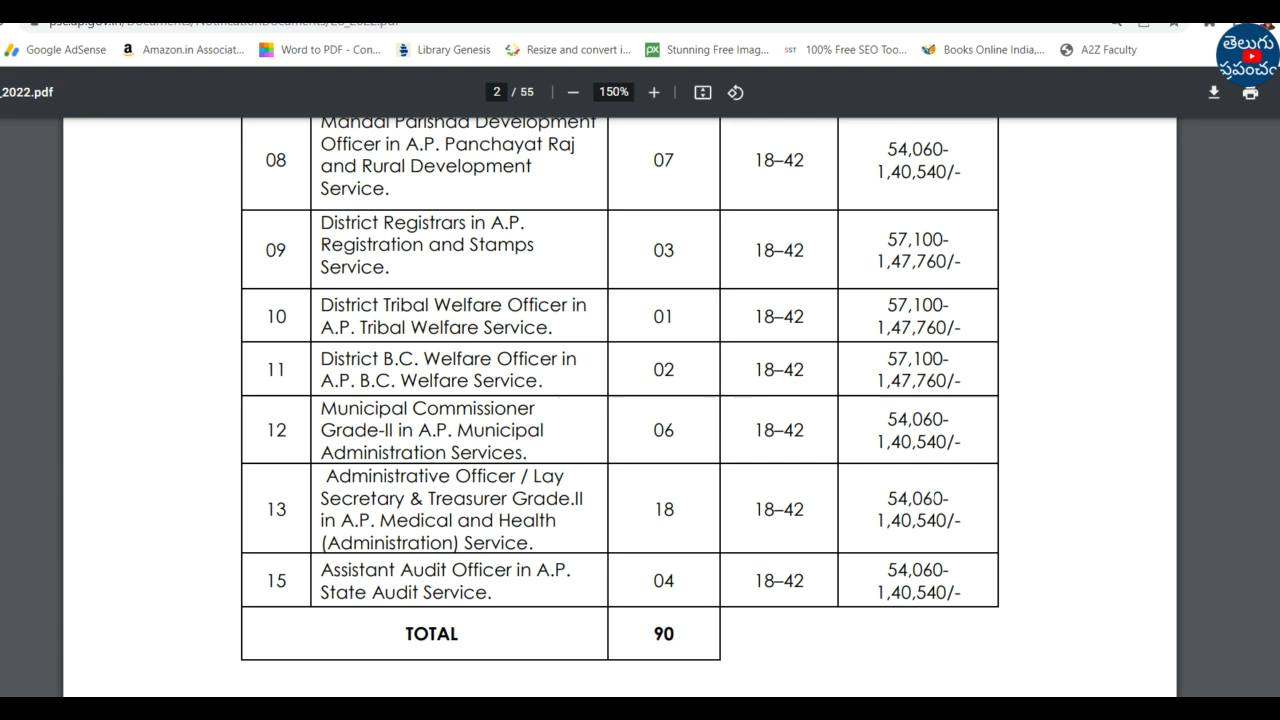 psc.ap.gov.in/Documents/NotificationDocuments/28_2022.pdf
Google AdSense
Amazon.in Associat...
Word to PDF - Con...
Library Genesis
Resize and convert i...
Stunning Free Imag...
100% Free SEO Too...
Books Online India,...
A2Z Faculty
తెలుగు
ప్రపంచం
_2022.pdf
2 / 55
150%
08
Mandal Parishad Development
Officer in A.P. Panchayat Raj
and Rural Development
Service.
07
18–42
54,060-
1,40,540/-
09
District Registrars in A.P.
Registration and Stamps
Service.
03
18–42
57,100-
1,47,760/-
10
District Tribal Welfare Officer in
A.P. Tribal Welfare Service.
01
18–42
57,100-
1,47,760/-
11
District B.C. Welfare Officer in
A.P. B.C. Welfare Service.
02
18–42
57,100-
1,47,760/-
12
Municipal Commissioner
Grade-II in A.P. Municipal
Administration Services.
06
18–42
54,060-
1,40,540/-
13
Administrative Officer / Lay
Secretary & Treasurer Grade.II
in A.P. Medical and Health
(Administration) Service.
18
18–42
54,060-
1,40,540/-
15
Assistant Audit Officer in A.P.
State Audit Service.
04
18–42
54,060-
1,40,540/-
TOTAL
90